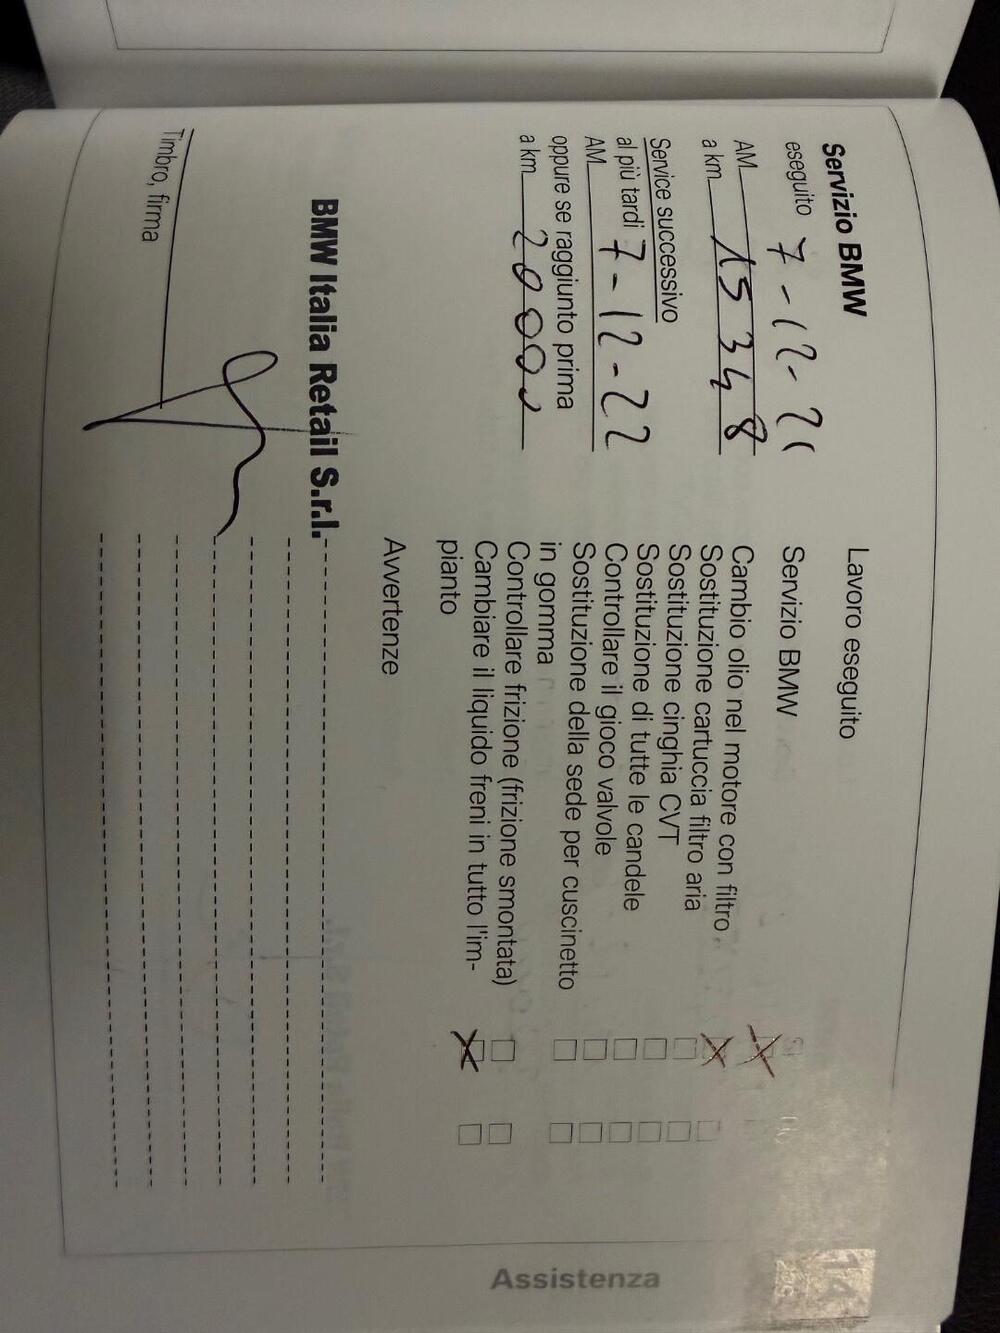 Servizio BMW
eseguito
AM 7-12-21
a km 15348
Service successivo
al più tardi
AM 7-12-22
oppure se raggiunto prima
a km 20000
BMW Italia Retail S.r.l.
Timbro, firma
Lavoro eseguito
Servizio BMW
Cambio olio nel motore con filtro
Sostituzione cartuccia filtro aria
Sostituzione cinghia CVT
Sostituzione di tutte le candele
Controllare il gioco valvole
Sostituzione della sede per cuscinetto
in gomma
Controllare frizione (frizione smontata)
Cambiare il liquido freni in tutto l'im-
pianto
Avvertenze
14
Assistenza